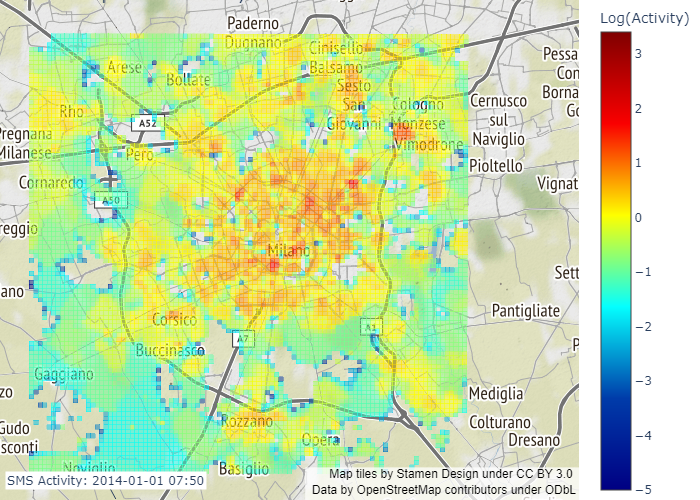 Paderno
Dugnano
Cinisello
Balsamo
Arese
Bollate
Sesto
San
Giovanni
Pessa
Con
Borna
Go
Rho
A52
Cologno
Monzese
Vimodrone
Cernusco
sul
Naviglio
Pregnana
Milanese
Pero
Pioltello
Cornaredo
A50
Vignat
reggio
Milano
Sett
ano
Corsico
A7
A1
Pantigliate
Buccinasco
P
Gaggiano
zo
Mediglia
Rozzano
Colturano
Gudo
Opera
Dresano
sconti
Noviglio
Basiglio
SMS Activity: 2014-01-01 07:50
Map tiles by Stamen Design under CC BY 3.0
Data by OpenStreetMap contributors under ODbL
Log(Activity)
3
2
1
0
−1
−2
−3
−4
−5